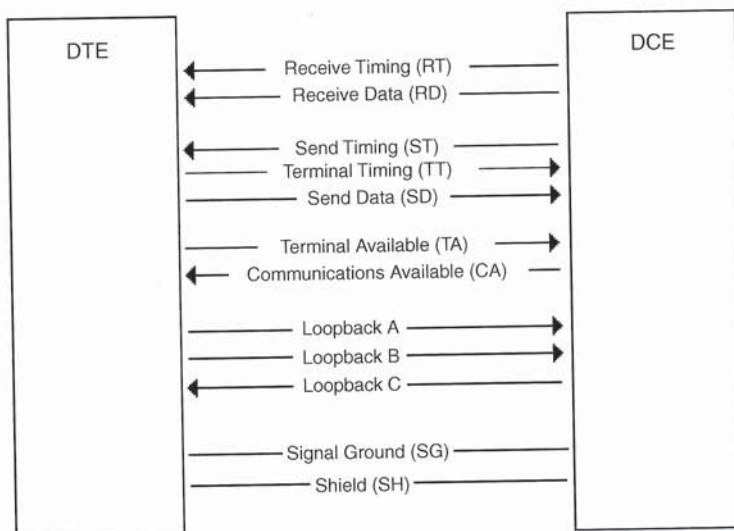 DTE
DCE
Receive Timing (RT)
Receive Data (RD)
Send Timing (ST)
Terminal Timing (TT)
Send Data (SD)
Terminal Available (TA)
Communications Available (CA)
Loopback A
Loopback B
Loopback C
Signal Ground (SG)
Shield (SH)